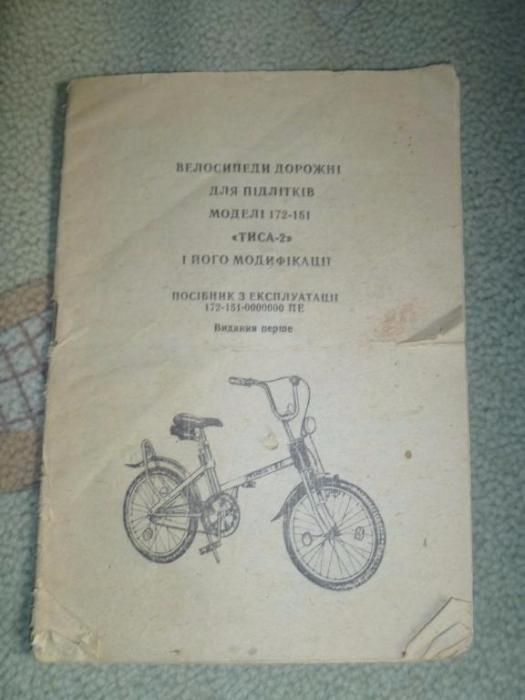 ВЕЛОСИПЕДИ ДОРОЖНІ
ДЛЯ ПІДЛІТКІВ
МОДЕЛІ 172-151
«ТИСА-2»
І ЙОГО МОДИФІКАЦІЇ
ПОСІБНИК З ЕКСПЛУАТАЦІЇ
172-151-0000000 ПЕ
Видання перше